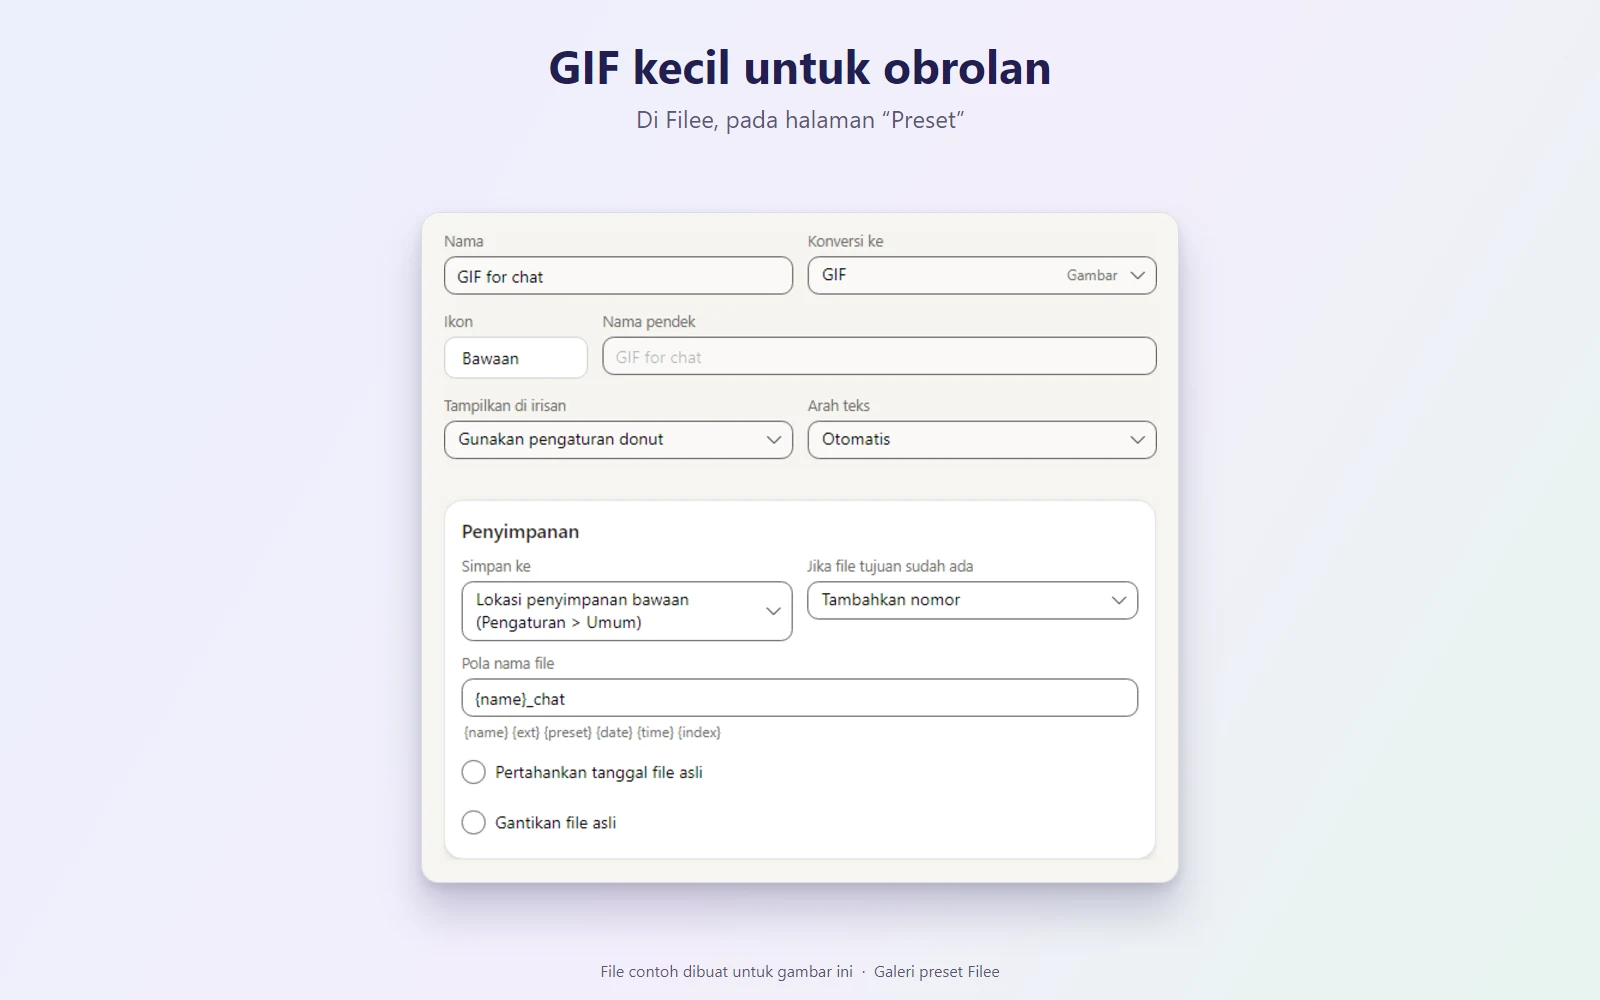 GIF kecil untuk obrolan
Di Filee, pada halaman “Preset”
Nama
GIF for chat
Konversi ke
GIF Gambar
Ikon
Bawaan
Nama pendek
GIF for chat
Tampilkan di irisan
Gunakan pengaturan donut
Arah teks
Otomatis
Penyimpanan
Simpan ke
Lokasi penyimpanan bawaan
(Pengaturan > Umum)
Jika file tujuan sudah ada
Tambahkan nomor
Pola nama file
{name}_chat
{name} {ext} {preset} {date} {time} {index}
Pertahankan tanggal file asli
Gantikan file asli
File contoh dibuat untuk gambar ini · Galeri preset Filee